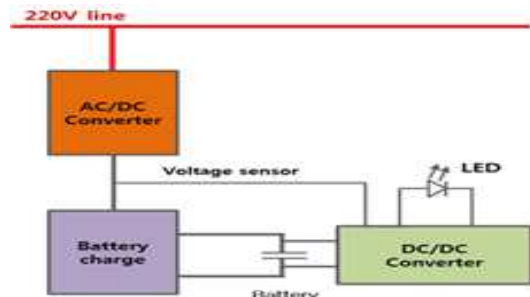 220V line
AC/DC
Converter
Voltage sensor
LED
Battery
charge
DC/DC
Converter
Battery